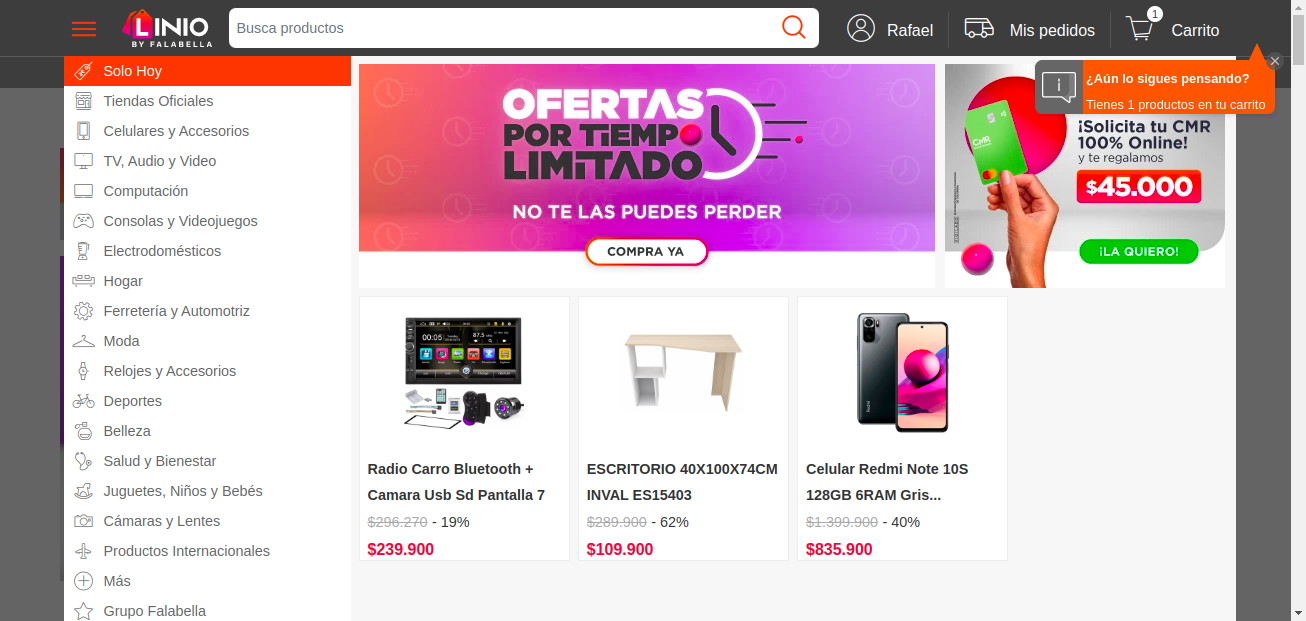 LINIO
BY FALABELLA
Busca productos
Rafael
Mis pedidos
1
Carrito
¿Aún lo sigues pensando?
Tienes 1 productos en tu carrito
Solo Hoy
Tiendas Oficiales
Celulares y Accesorios
TV, Audio y Video
Computación
Consolas y Videojuegos
Electrodomésticos
Hogar
Ferretería y Automotriz
Moda
Relojes y Accesorios
Deportes
Belleza
Salud y Bienestar
Juguetes, Niños y Bebés
Cámaras y Lentes
Productos Internacionales
Más
Grupo Falabella
OFERTAS
POR TIEMPO
LIMITADO
NO TE LAS PUEDES PERDER
COMPRA YA
CMR
¡Solicita tu CMR
100% Online!
y te regalamos
$45.000
¡LA QUIERO!
Radio Carro Bluetooth +
Camara Usb Sd Pantalla 7
$296.270 - 19%
$239.900
ESCRITORIO 40X100X74CM
INVAL ES15403
$289.900 - 62%
$109.900
Celular Redmi Note 10S
128GB 6RAM Gris...
$1.399.900 - 40%
$835.900